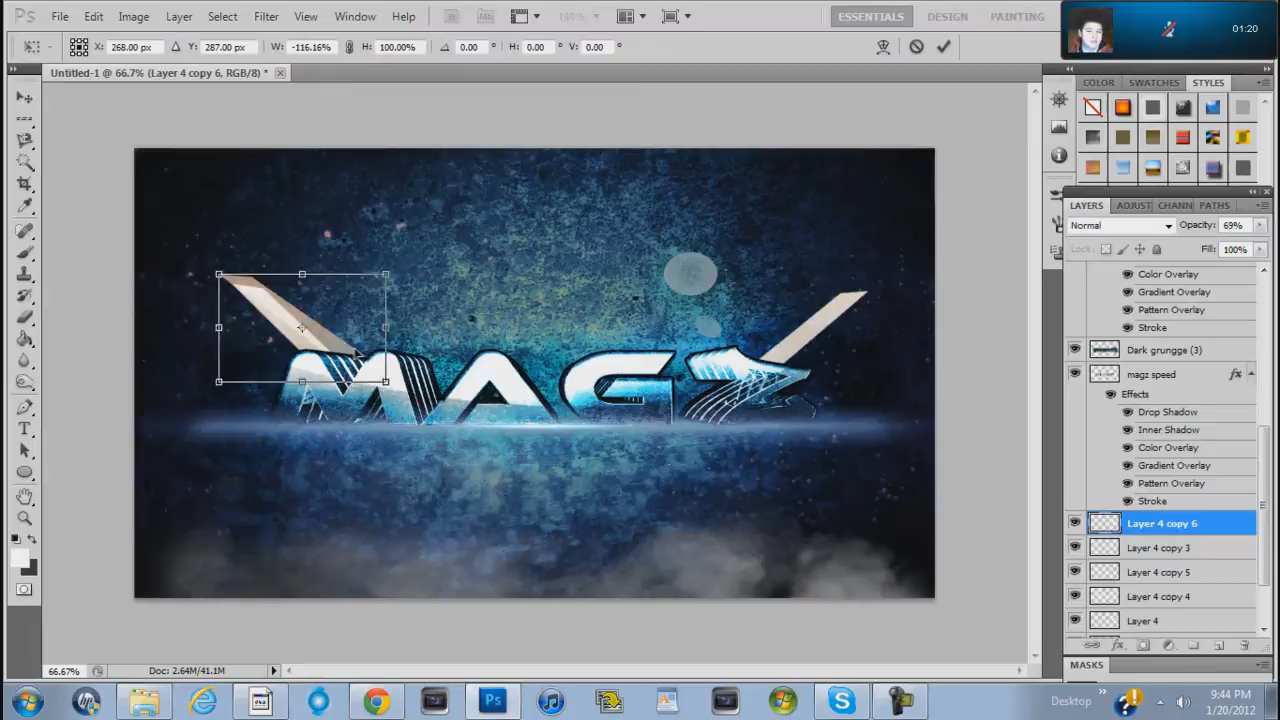 Ps File Edit Image Layer Select Filter View Window Help Br Mb 100% ESSENTIALS DESIGN PAINTING
01:20
X: 268.00 px Y: 287.00 px W: -116.16% H: 100.00% 0.00 ° H: 0.00 ° V: 0.00 °
Untitled-1 @ 66.7% (Layer 4 copy 6, RGB/8) *
COLOR SWATCHES STYLES
LAYERS ADJUST CHANN PATHS
Normal Opacity: 69%
Lock: Fill: 100%
Color Overlay
Gradient Overlay
Pattern Overlay
Stroke
Dark grungge (3)
magz speed fx
Effects
Drop Shadow
Inner Shadow
Color Overlay
Gradient Overlay
Pattern Overlay
Stroke
Layer 4 copy 6
Layer 4 copy 3
Layer 4 copy 5
Layer 4 copy 4
Layer 4
MASKS
MAGZ
66.67% Doc: 2.64M/41.1M
Desktop 9:44 PM
1/20/2012